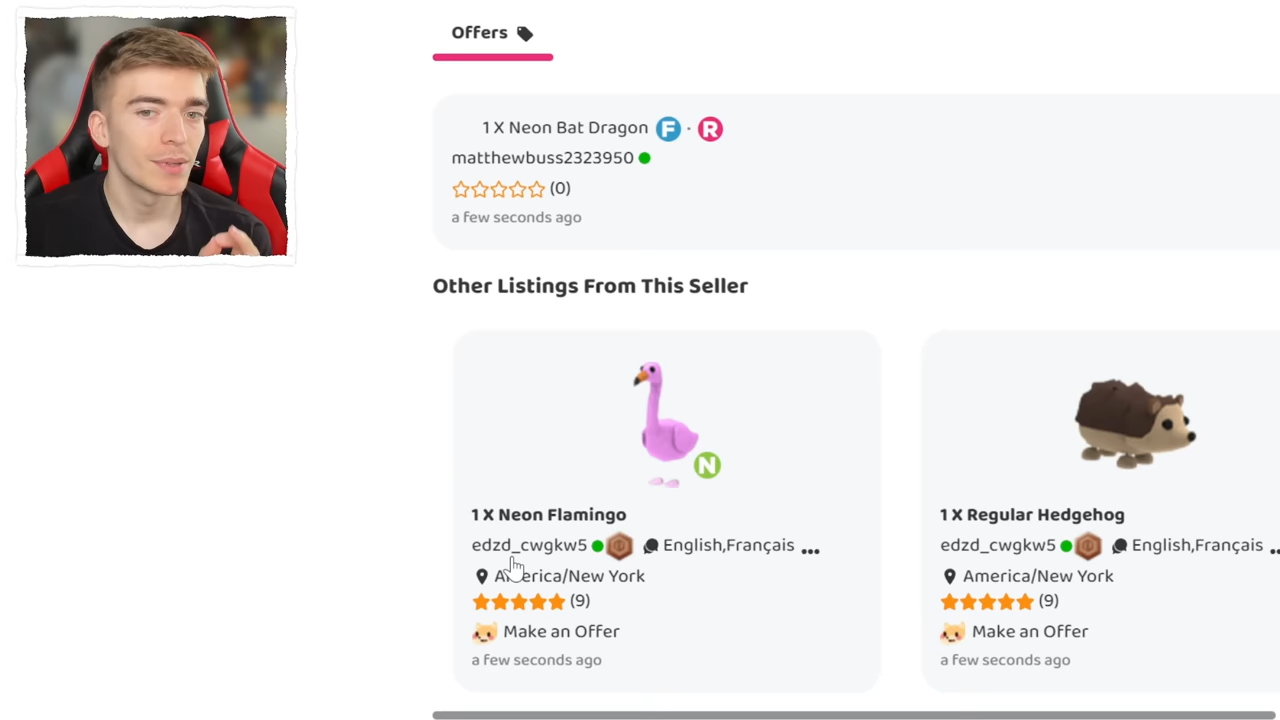 Offers
1 X Neon Bat Dragon F · R
matthewbuss2323950
(0)
a few seconds ago
Other Listings From This Seller
N
1 X Neon Flamingo
edzd_cwgkw5 English,Français ...
America/New York
(9)
Make an Offer
a few seconds ago
1 X Regular Hedgehog
edzd_cwgkw5 English,Français ...
America/New York
(9)
Make an Offer
a few seconds ago